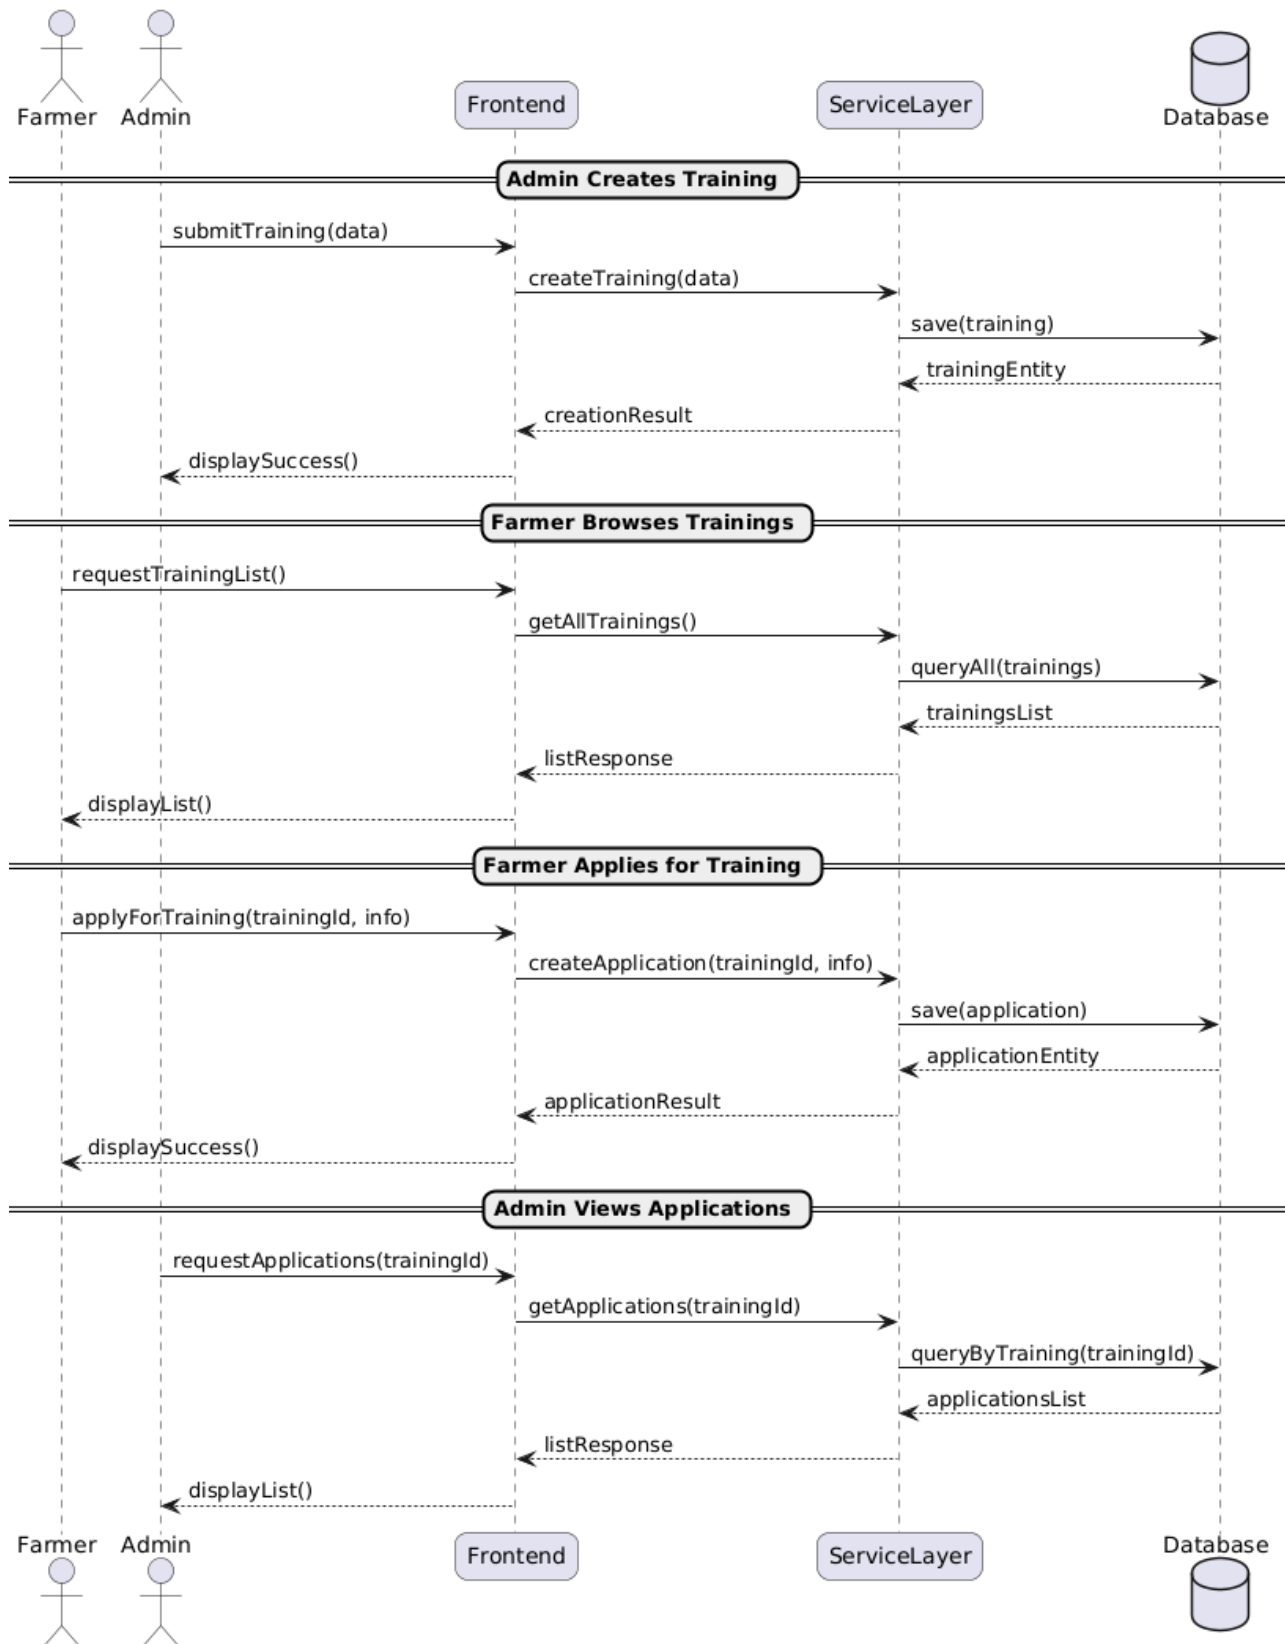 Farmer
Admin
Frontend
ServiceLayer
Database
Admin Creates Training
submitTraining(data)
createTraining(data)
save(training)
trainingEntity
creationResult
displaySuccess()
Farmer Browses Trainings
requestTrainingList()
getAllTrainings()
queryAll(trainings)
trainingsList
listResponse
displayList()
Farmer Applies for Training
applyForTraining(trainingId, info)
createApplication(trainingId, info)
save(application)
applicationEntity
applicationResult
displaySuccess()
Admin Views Applications
requestApplications(trainingId)
getApplications(trainingId)
queryByTraining(trainingId)
applicationsList
listResponse
displayList()
Farmer
Admin
Frontend
ServiceLayer
Database